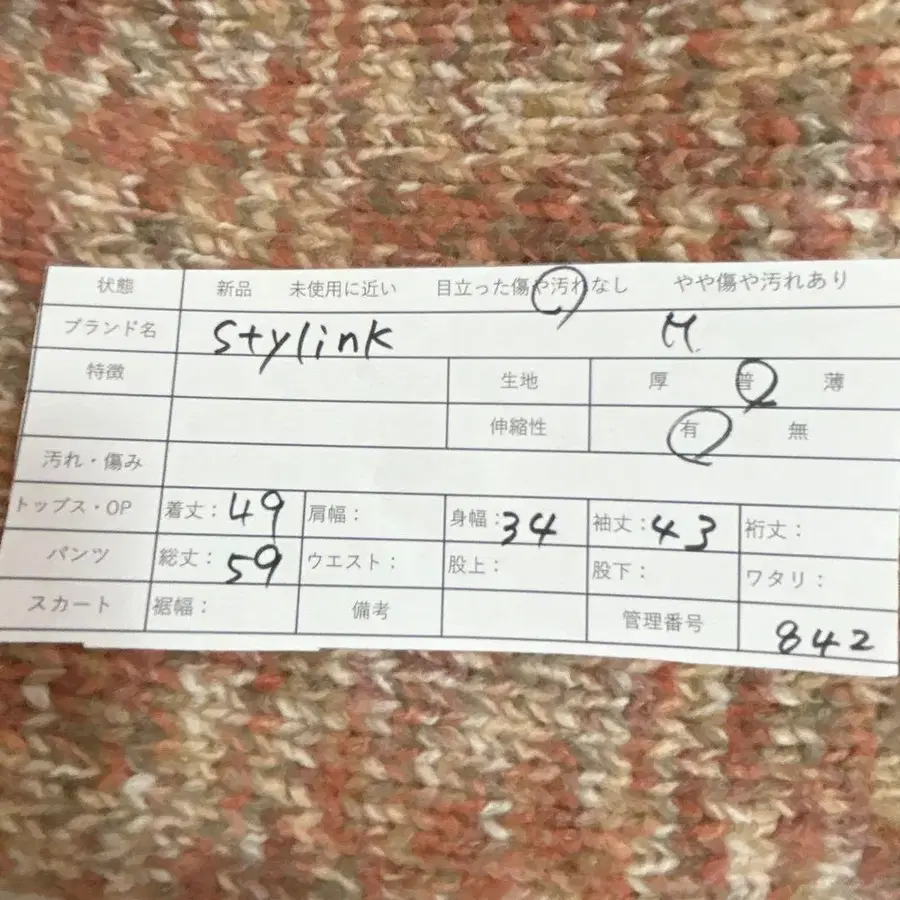 状態 新品 未使用に近い 目立った傷や汚れなし やや傷や汚れあり
ブランド名 Stylink M
特徴 生地 厚 普 薄
伸縮性 有 無
汚れ・傷み
トップス・OP 着丈：49 肩幅： 身幅：34 袖丈：43 裄丈：
パンツ 総丈：59 ウエスト： 股上： 股下： ワタリ：
スカート 裾幅： 備考 管理番号 842